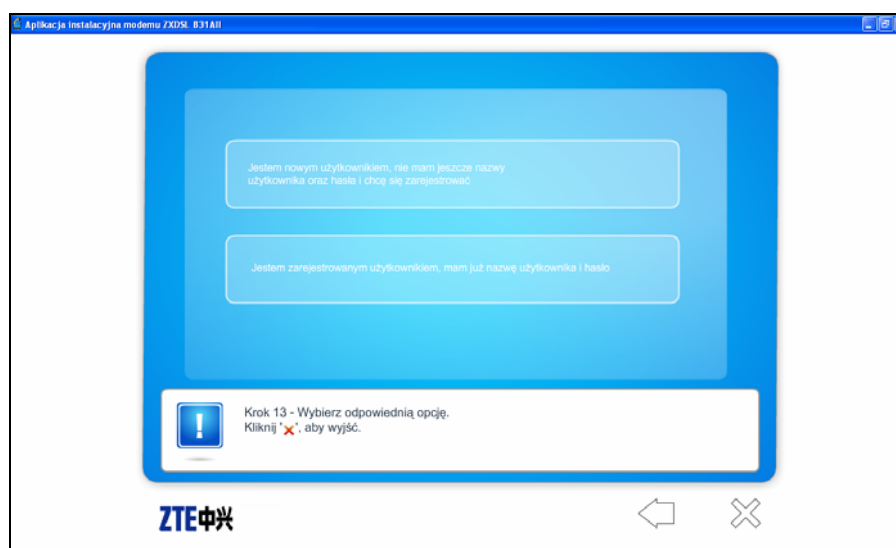 Aplikacja instalacyjna modemu ZXDSL 831AII
Jestem nowym użytkownikiem, nie mam jeszcze nazwy
użytkownika oraz hasła i chcę się zarejestrować
Jestem zarejestrowanym użytkownikiem, mam już nazwę użytkownika i hasło
!
Krok 13 - Wybierz odpowiednią opcję.
Kliknij '×', aby wyjść.
ZTE中兴